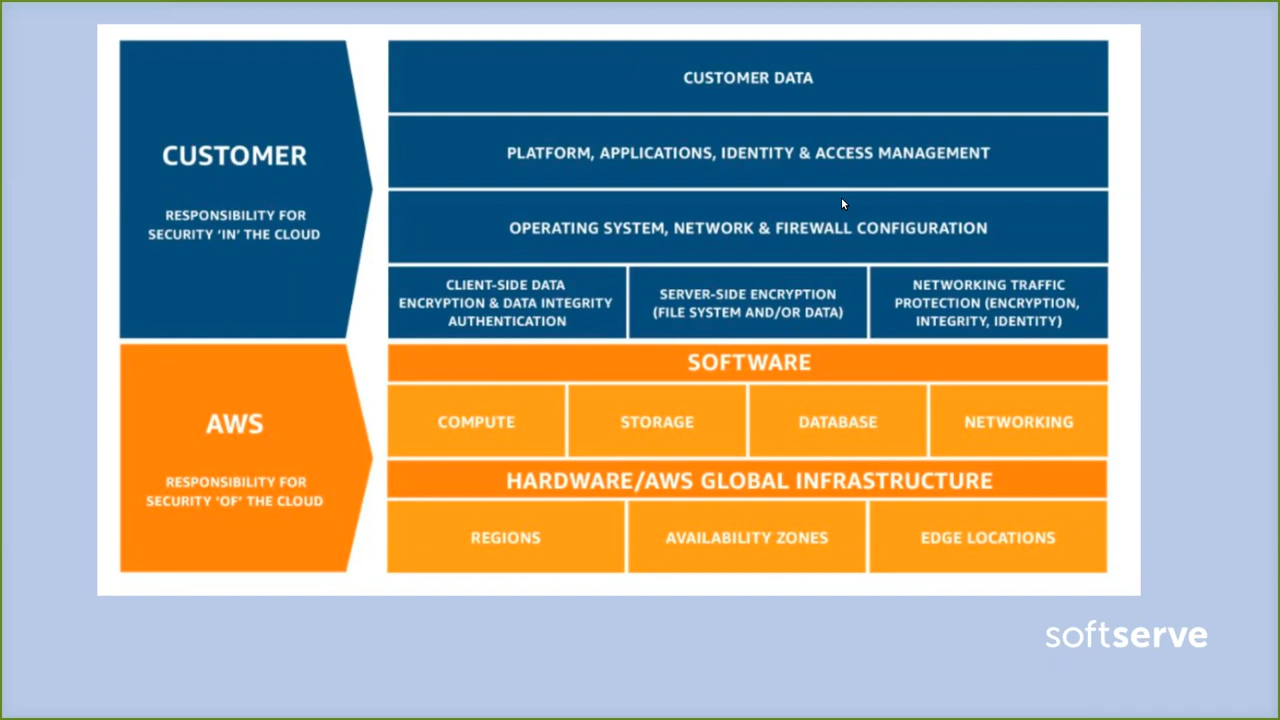 CUSTOMER
RESPONSIBILITY FOR
SECURITY ‘IN’ THE CLOUD
CUSTOMER DATA
PLATFORM, APPLICATIONS, IDENTITY & ACCESS MANAGEMENT
OPERATING SYSTEM, NETWORK & FIREWALL CONFIGURATION
CLIENT-SIDE DATA
ENCRYPTION & DATA INTEGRITY
AUTHENTICATION
SERVER-SIDE ENCRYPTION
(FILE SYSTEM AND/OR DATA)
NETWORKING TRAFFIC
PROTECTION (ENCRYPTION,
INTEGRITY, IDENTITY)
AWS
RESPONSIBILITY FOR
SECURITY ‘OF’ THE CLOUD
SOFTWARE
COMPUTE
STORAGE
DATABASE
NETWORKING
HARDWARE/AWS GLOBAL INFRASTRUCTURE
REGIONS
AVAILABILITY ZONES
EDGE LOCATIONS
softserve